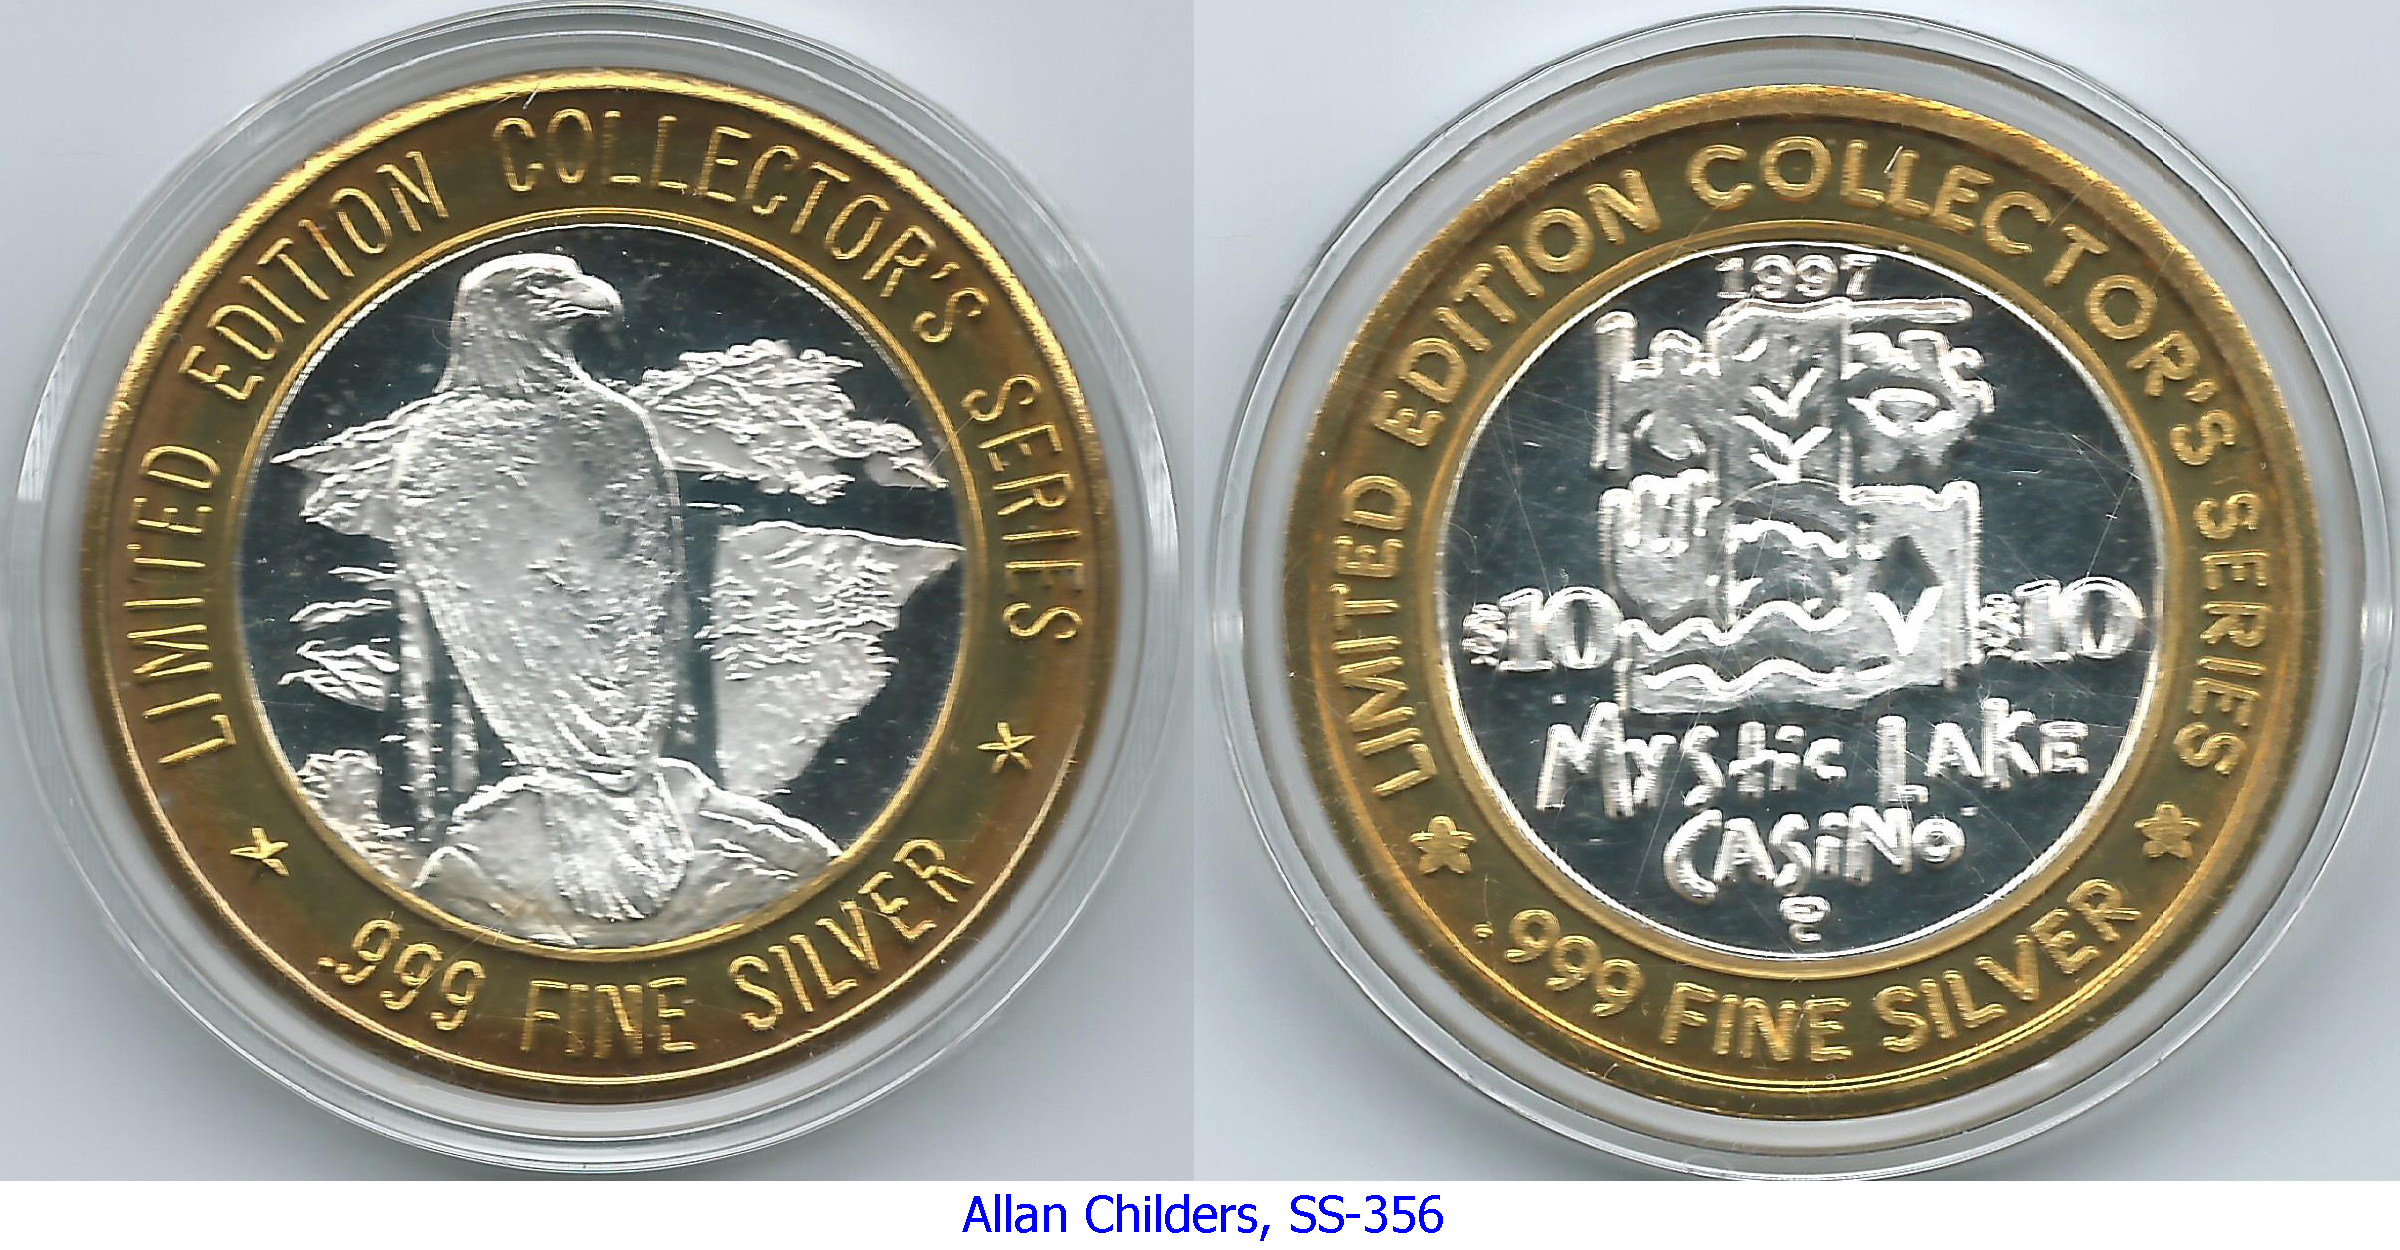 LIMITED EDITION COLLECTOR'S SERIES
.999 FINE SILVER
LIMITED EDITION COLLECTOR'S SERIES
1997
$10 $10
MYStic LAKE
CASiNO
.999 FINE SILVER
Allan Childers, SS-356